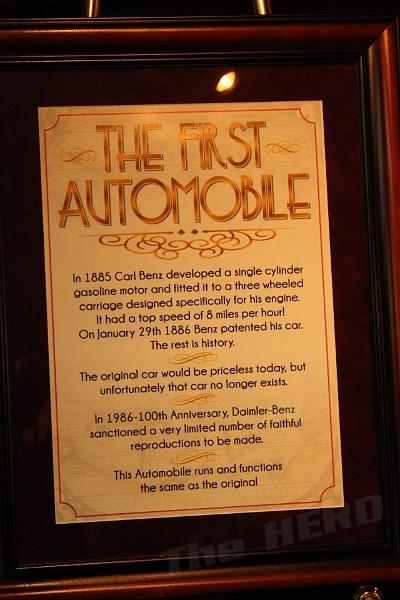 THE FIRST
AUTOMOBILE
In 1885 Carl Benz developed a single cylinder
gasoline motor and fitted it to a three wheeled
carriage designed specifically for his engine.
It had a top speed of 8 miles per hour!
On January 29th 1886 Benz patented his car.
The rest is history.
The original car would be priceless today, but
unfortunately that car no longer exists.
In 1986-100th Anniversary, Daimler-Benz
sanctioned a very limited number of faithful
reproductions to be made.
This Automobile runs and functions
the same as the original
The HERD